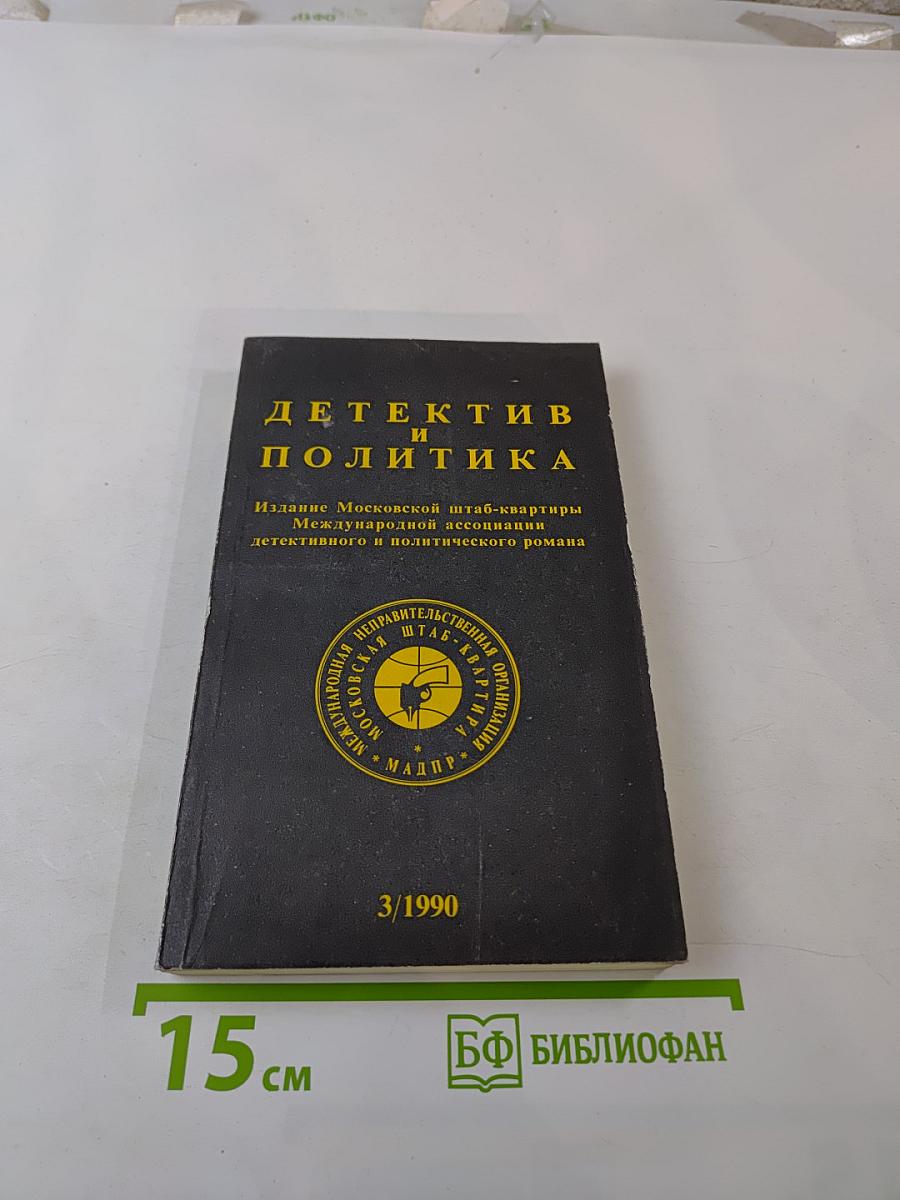 ДЕТЕКТИВ
И
ПОЛИТИКА
Издание Московской штаб-квартиры
Международной ассоциации
детективного и политического романа
МЕЖДУНАРОДНАЯ НЕПРАВИТЕЛЬСТВЕННАЯ ОРГАНИЗАЦИЯ
МОСКОВСКАЯ ШТАБ-КВАРТИРА
* МАДПР *
3/1990
15 см
БФ БИБЛИОФАН